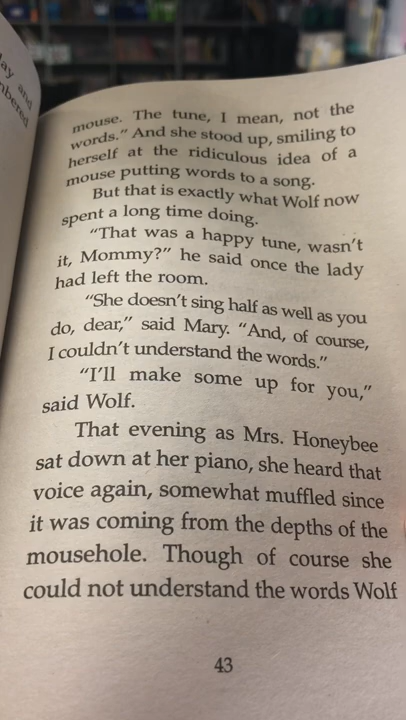 lay and
mbered
mouse. The tune, I mean, not the
words." And she stood up, smiling to
herself at the ridiculous idea of a
mouse putting words to a song.
But that is exactly what Wolf now
spent a long time doing.
"That was a happy tune, wasn't
it, Mommy?" he said once the lady
had left the room.
"She doesn't sing half as well as you
do, dear," said Mary. "And, of course,
I couldn't understand the words."
"I'll make some up for you,"
said Wolf.
That evening as Mrs. Honeybee
sat down at her piano, she heard that
voice again, somewhat muffled since
it was coming from the depths of the
mousehole. Though of course she
could not understand the words Wolf
43